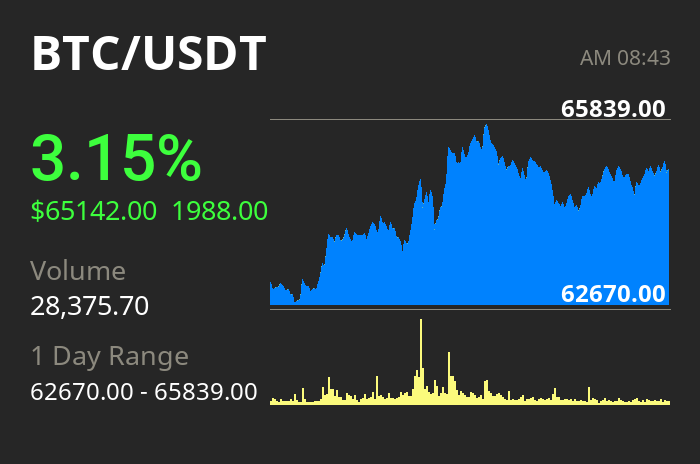 BTC/USDT
AM 08:43
65839.00
3.15%
$65142.00 1988.00
Volume
28,375.70
62670.00
1 Day Range
62670.00 - 65839.00